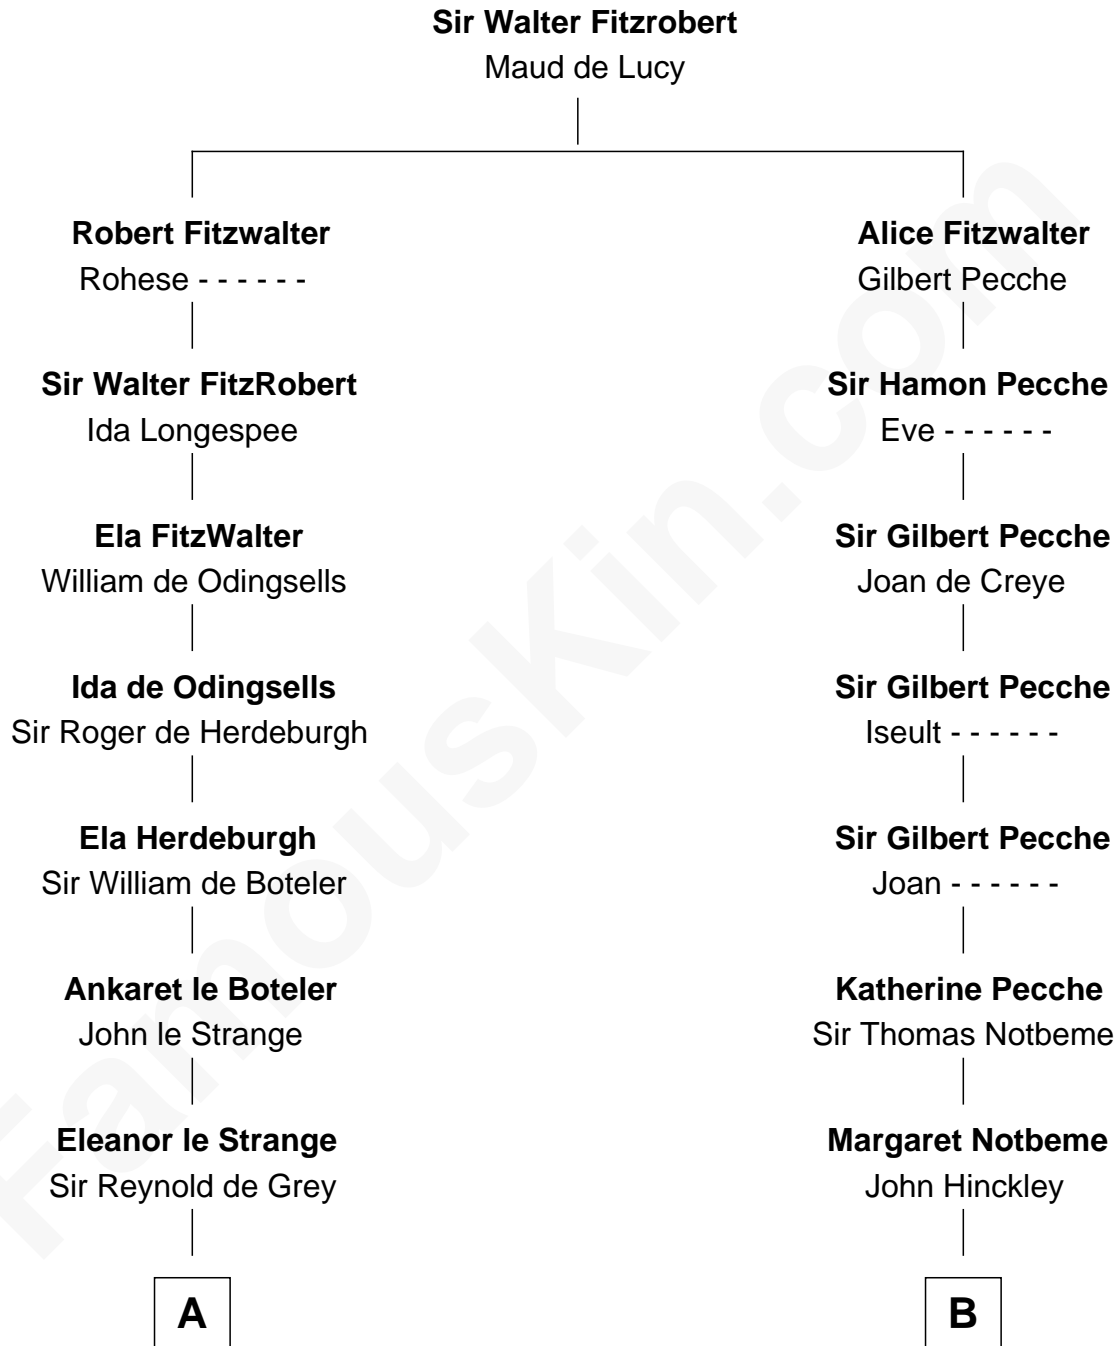 Sir Walter Fitzrobert
Maud de Lucy
Robert Fitzwalter
Rohese - - - - - -
Alice Fitzwalter
Gilbert Pecche
Sir Walter FitzRobert
Ida Longespee
Sir Hamon Pecche
Eve - - - - - -
Ela FitzWalter
William de Odingsells
Sir Gilbert Pecche
Joan de Creye
Ida de Odingsells
Sir Roger de Herdeburgh
Sir Gilbert Pecche
Iseult - - - - - -
Ela Herdeburgh
Sir William de Boteler
Sir Gilbert Pecche
Joan - - - - - -
Ankaret le Boteler
John le Strange
Katherine Pecche
Sir Thomas Notbeme
Eleanor le Strange
Sir Reynold de Grey
Margaret Notbeme
John Hinckley
A
B
FamousKin.com